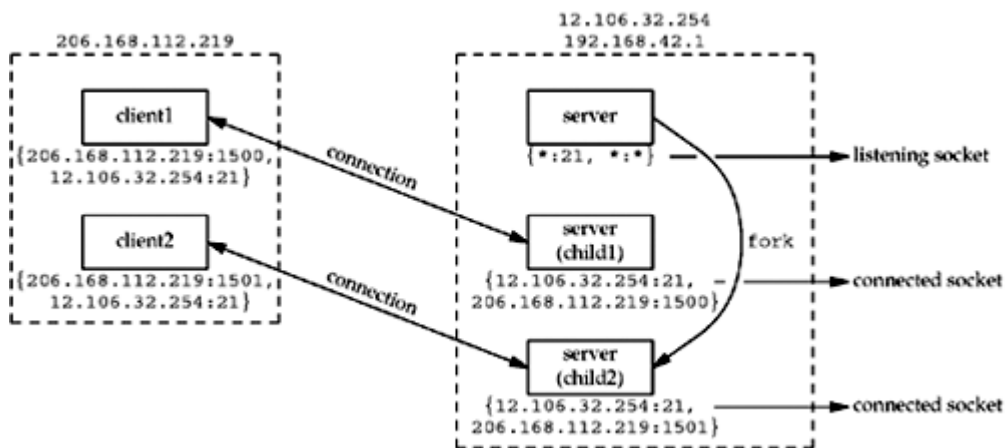 206.168.112.219
client1
{206.168.112.219:1500,
12.106.32.254:21}
client2
{206.168.112.219:1501,
12.106.32.254:21}
connection
connection
12.106.32.254
192.168.42.1
server
{*:21, *:*}
listening socket
fork
server
(child1)
{12.106.32.254:21,
206.168.112.219:1500}
connected socket
server
(child2)
{12.106.32.254:21,
206.168.112.219:1501}
connected socket